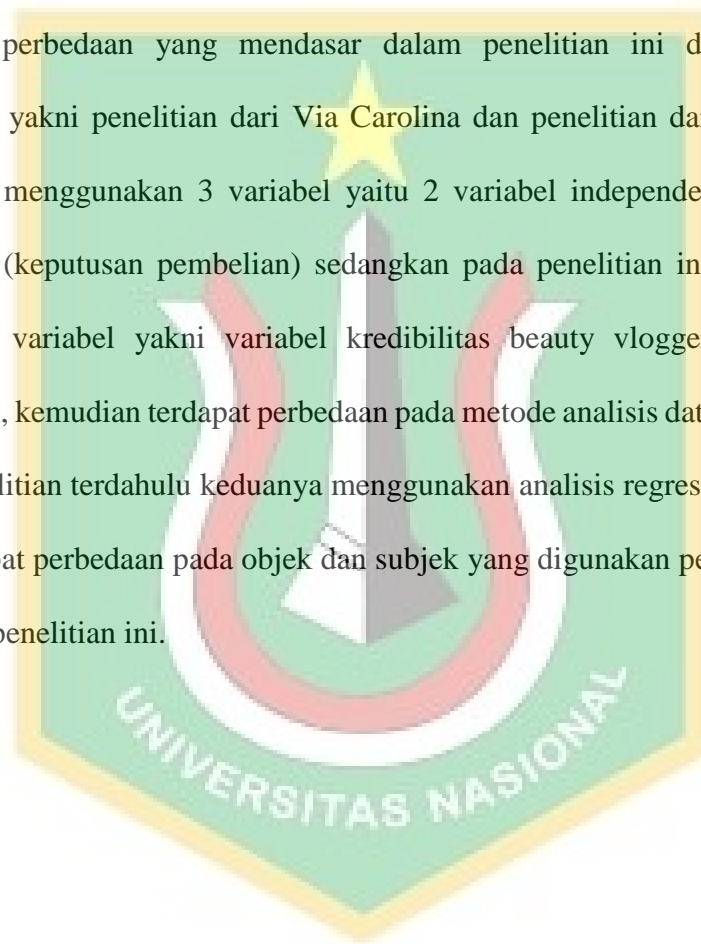 perbedaan yang mendasar dalam penelitian ini d
yakni penelitian dari Via Carolina dan penelitian da
menggunakan 3 variabel yaitu 2 variabel independe
(keputusan pembelian) sedangkan pada penelitian in
variabel yakni variabel kredibilitas beauty vlogge
, kemudian terdapat perbedaan pada metode analisis dat
litian terdahulu keduanya menggunakan analisis regres
at perbedaan pada objek dan subjek yang digunakan pe
penelitian ini.
UNIVERSITAS NASIONAL